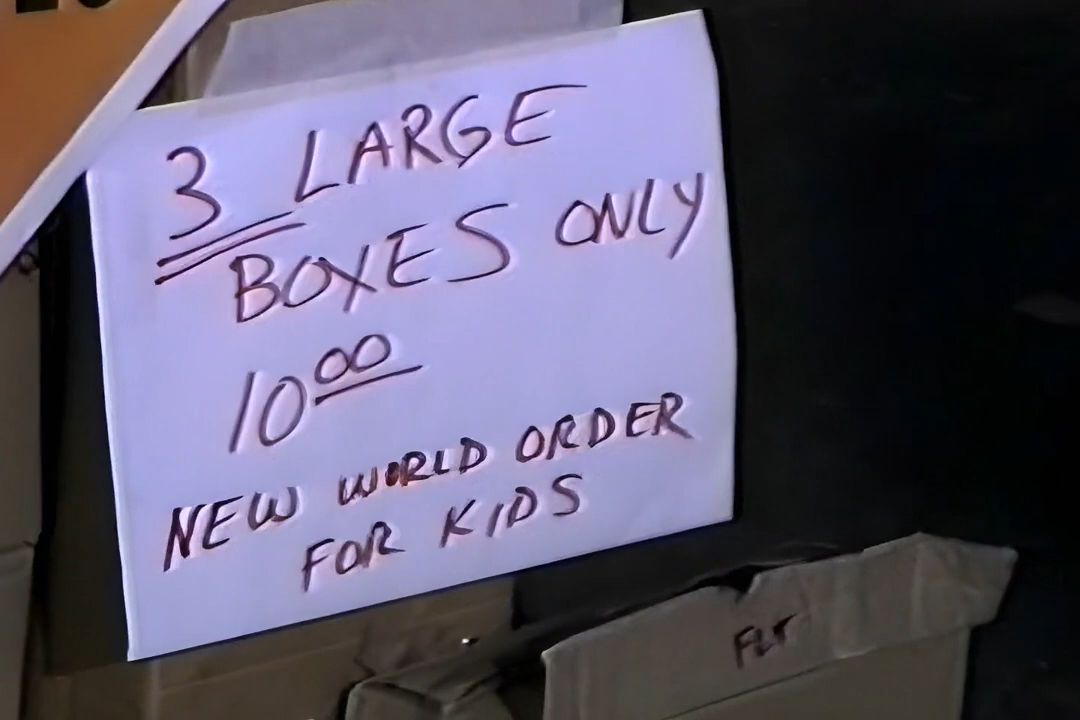 3 LARGE
BOXES ONLY
10 00
NEW WORLD ORDER
FOR KIDS